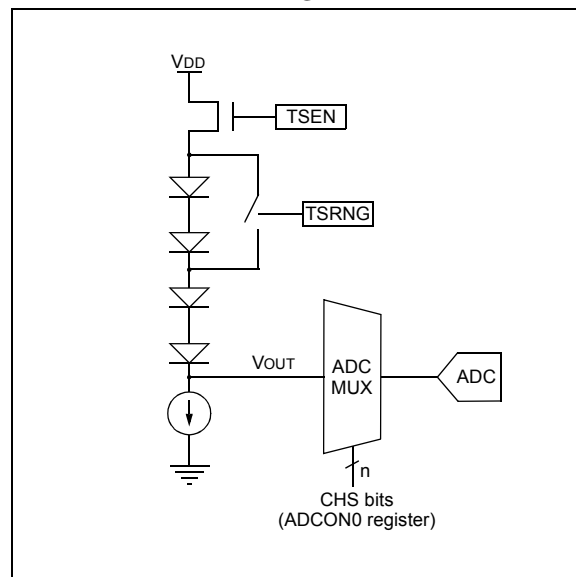 VDD
TSEN
TSRNG
VOUT
ADC
MUX
ADC
n
CHS bits
(ADCON0 register)